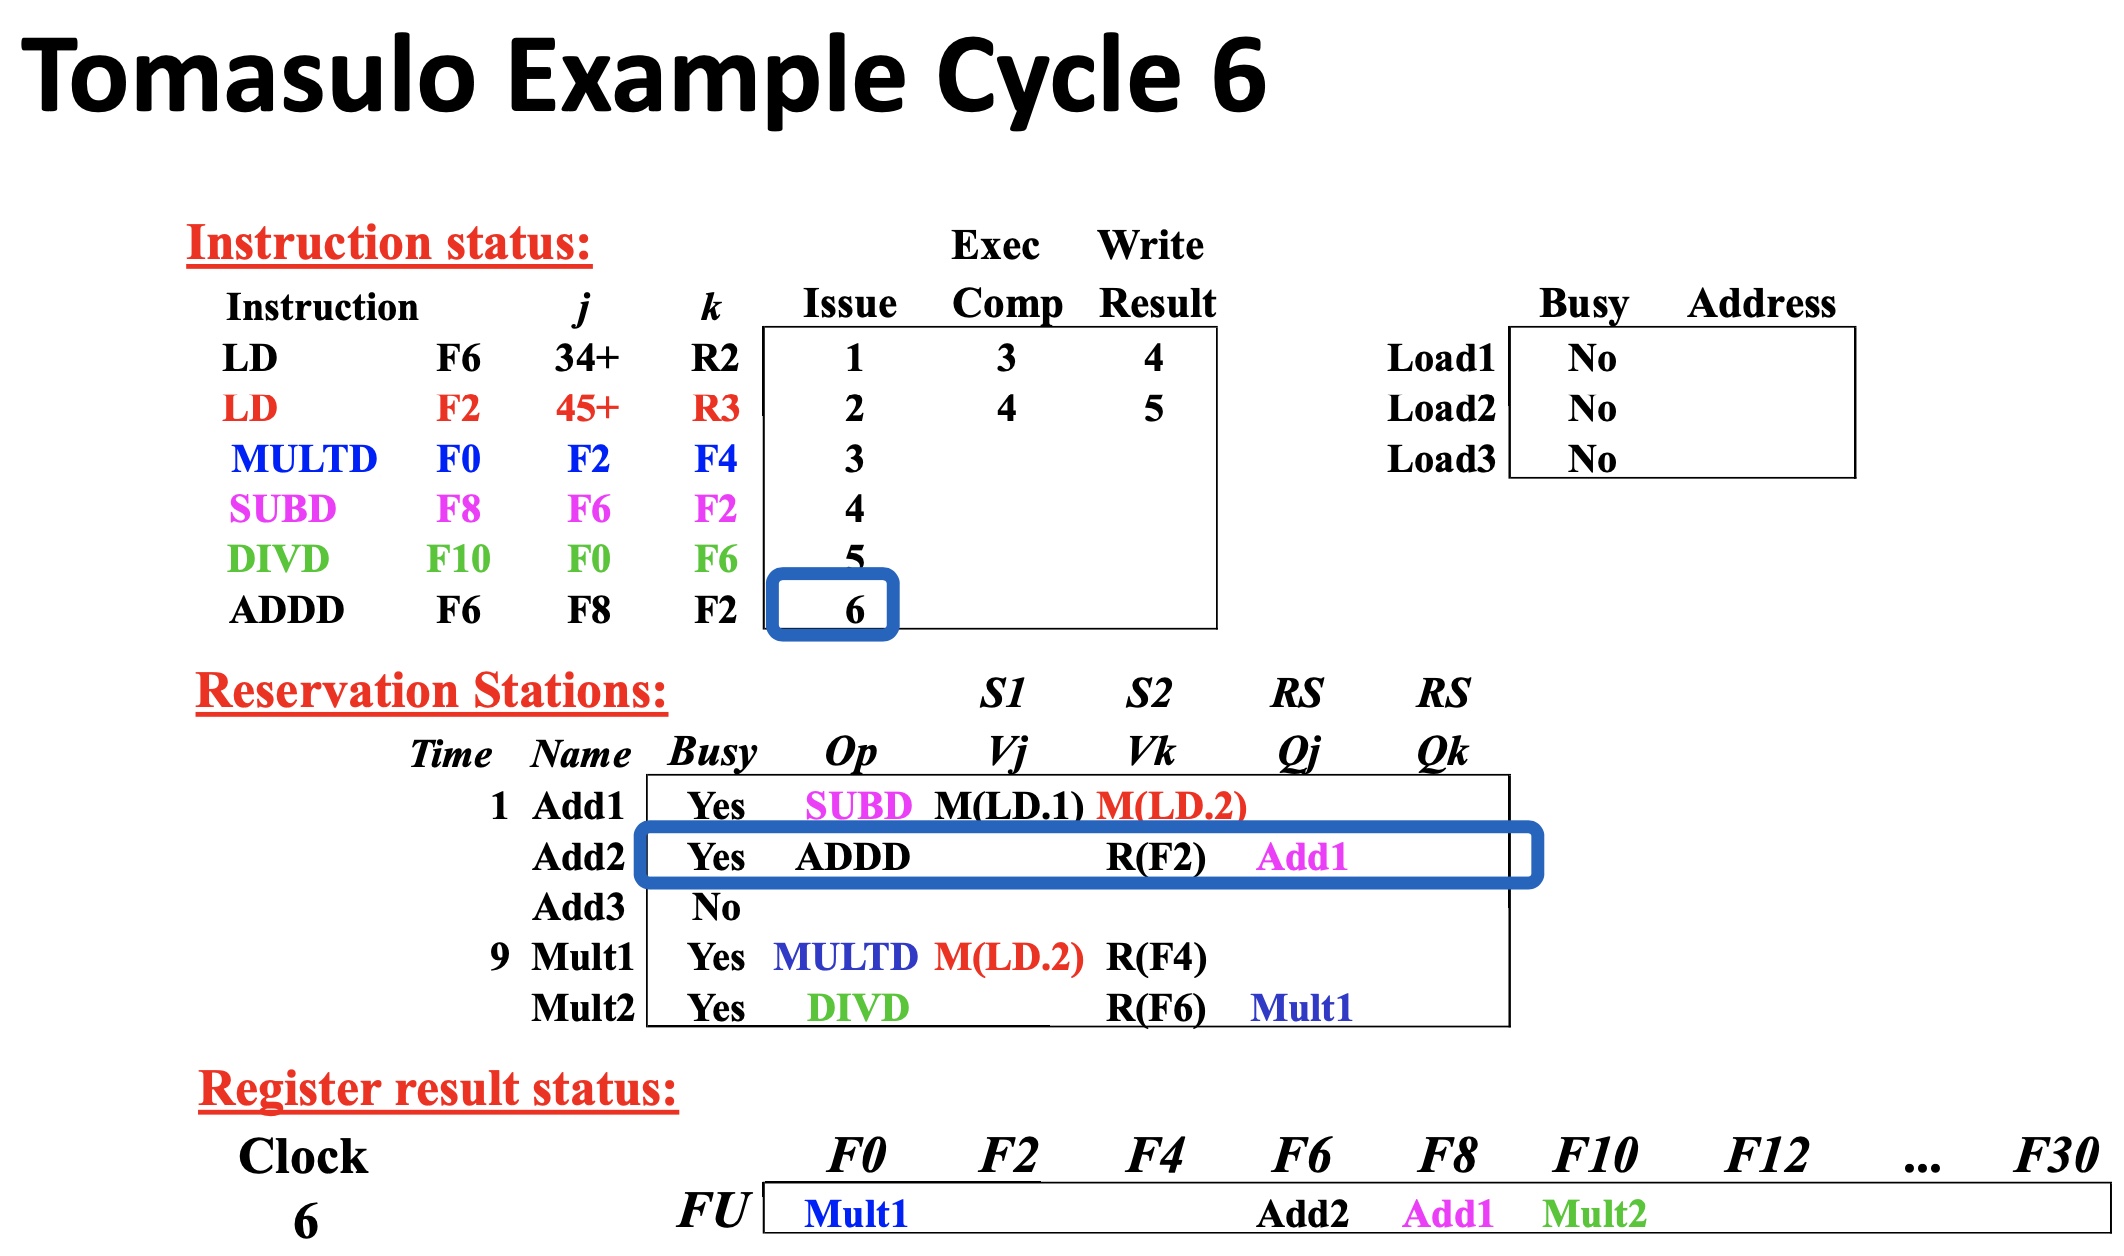 Tomasulo Example Cycle 6
Instruction status: Exec Write
Instruction j k Issue Comp Result Busy Address
LD F6 34+ R2 1 3 4 Load1 No
LD F2 45+ R3 2 4 5 Load2 No
MULTD F0 F2 F4 3 Load3 No
SUBD F8 F6 F2 4
DIVD F10 F0 F6 5
ADDD F6 F8 F2 6
Reservation Stations: S1 S2 RS RS
Time Name Busy Op Vj Vk Qj Qk
1 Add1 Yes SUBD M(LD.1) M(LD.2)
Add2 Yes ADDD R(F2) Add1
Add3 No
9 Mult1 Yes MULTD M(LD.2) R(F4)
Mult2 Yes DIVD R(F6) Mult1
Register result status:
Clock F0 F2 F4 F6 F8 F10 F12 ... F30
6 FU Mult1 Add2 Add1 Mult2